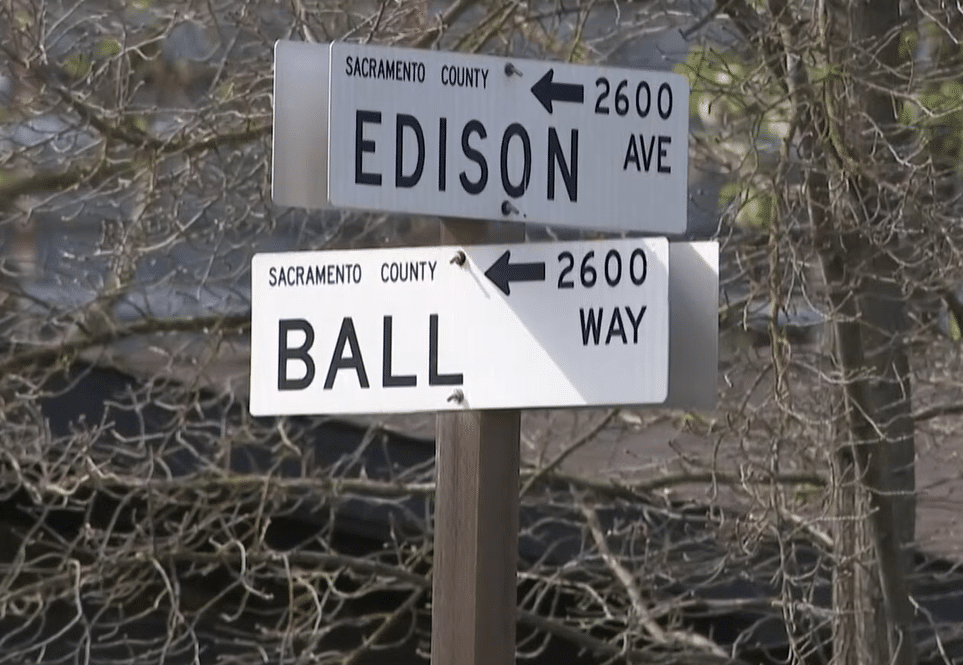 SACRAMENTO COUNTY ← 2600
EDISON AVE
SACRAMENTO COUNTY ← 2600
BALL WAY